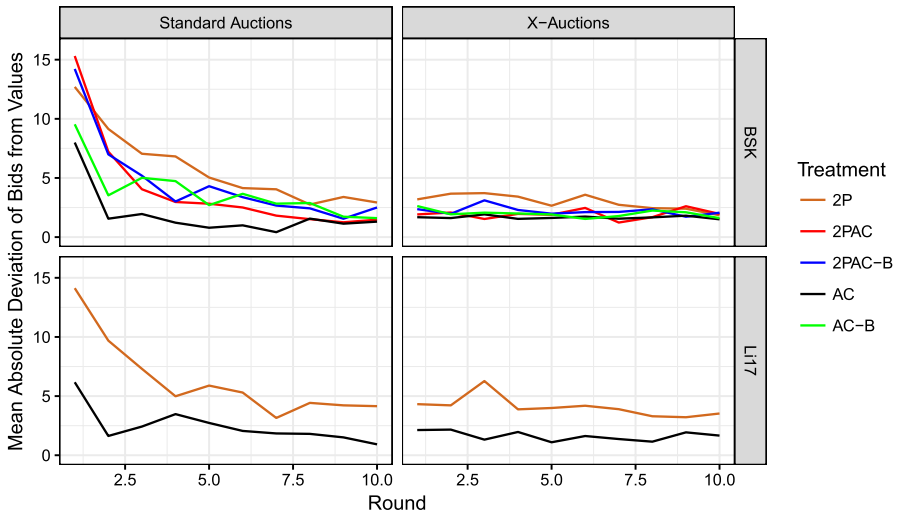 Standard Auctions
X−Auctions
Mean Absolute Deviation of Bids from Values
15
10
5
0
BSK
15
10
5
0
Li17
2.5
5.0
7.5
10.0
2.5
5.0
7.5
10.0
Round
Treatment
2P
2PAC
2PAC−B
AC
AC−B